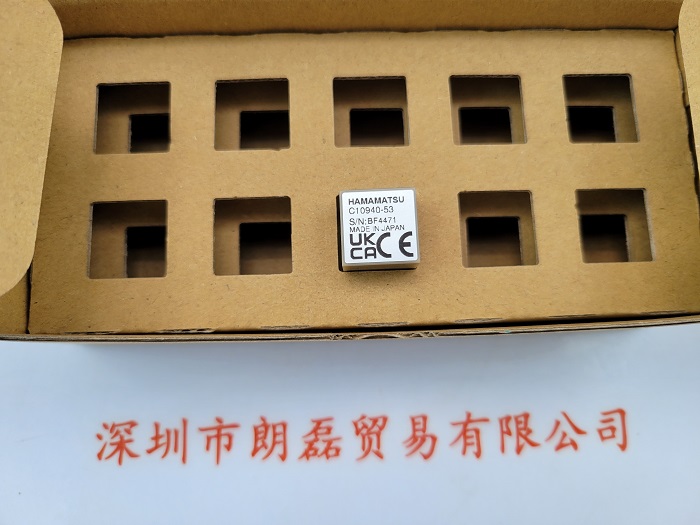 HAMAMATSU
C10940-53
S/N:BF4471
MADE IN JAPAN
UK
CA CE
深圳市朗磊贸易有限公司